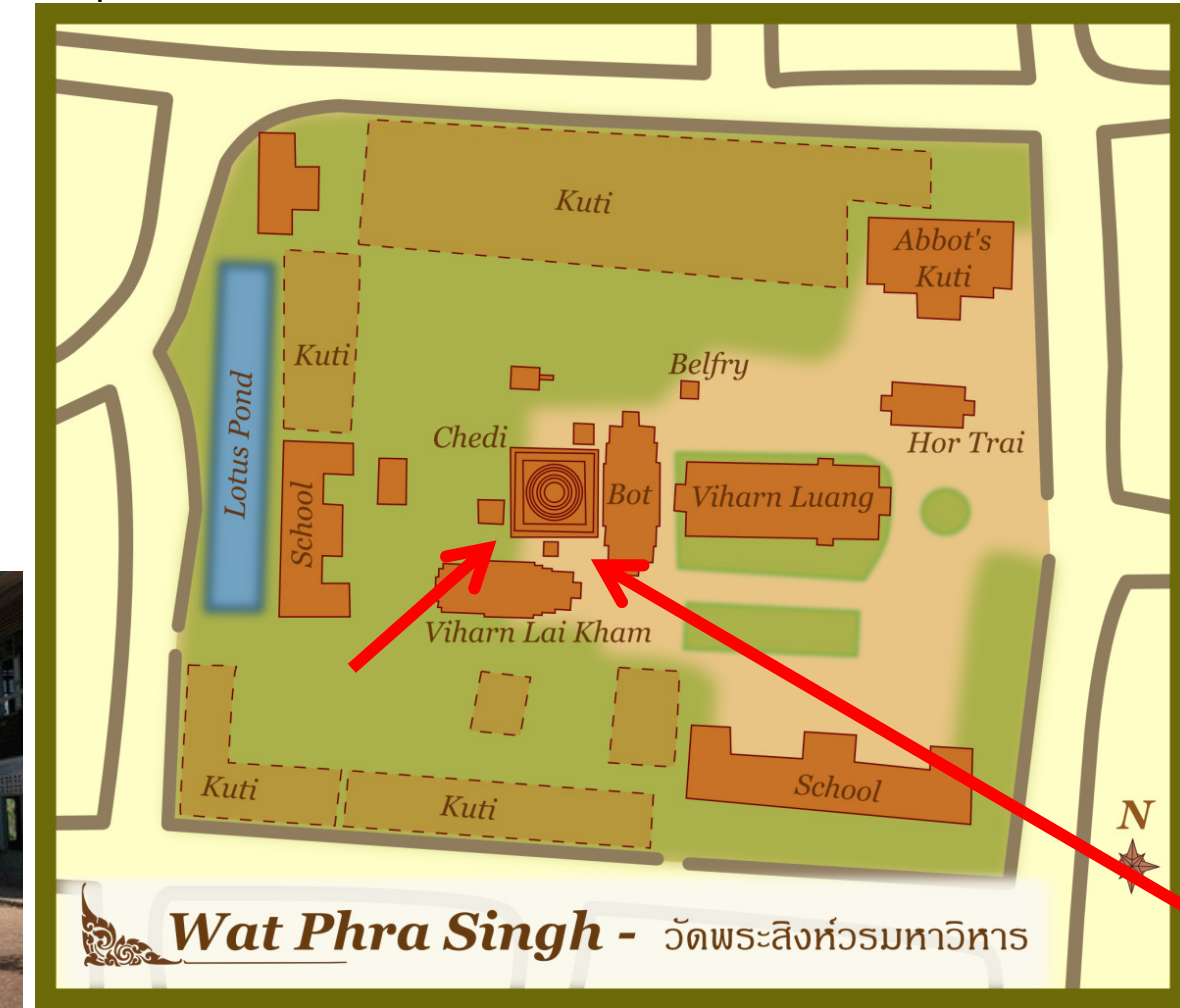 Kuti
Abbot's
Kuti
Kuti
Belfry
Lotus Pond
Chedi
Hor Trai
School
Bot
Viharn Luang
Viharn Lai Kham
Kuti
Kuti
School
N
Wat Phra Singh - วัดพระสิงห์วรมหาวิหาร